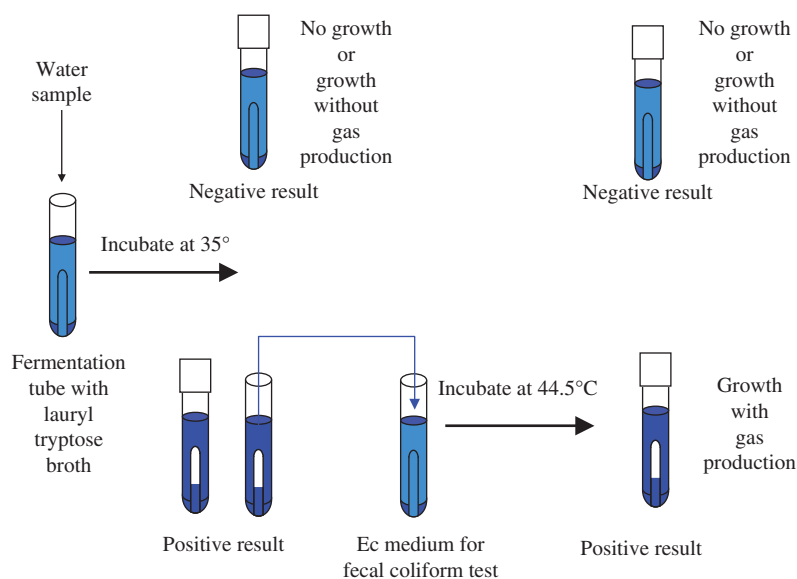 Water
sample
No growth
or
growth
without
gas
production
Negative result
No growth
or
growth
without
gas
production
Negative result
Incubate at 35°
Fermentation
tube with
lauryl
tryptose
broth
Positive result
Ec medium for
fecal coliform test
Incubate at 44.5°C
Growth
with
gas
production
Positive result